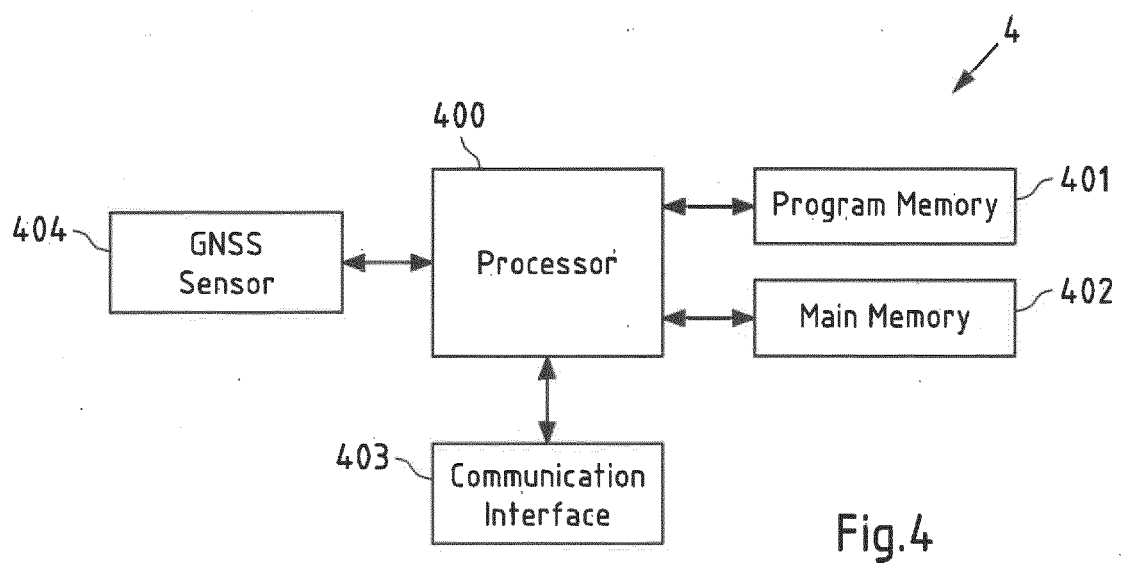 4
400
401
Program Memory
404
GNSS
Sensor
Processor
402
Main Memory
403
Communication
Interface
Fig.4